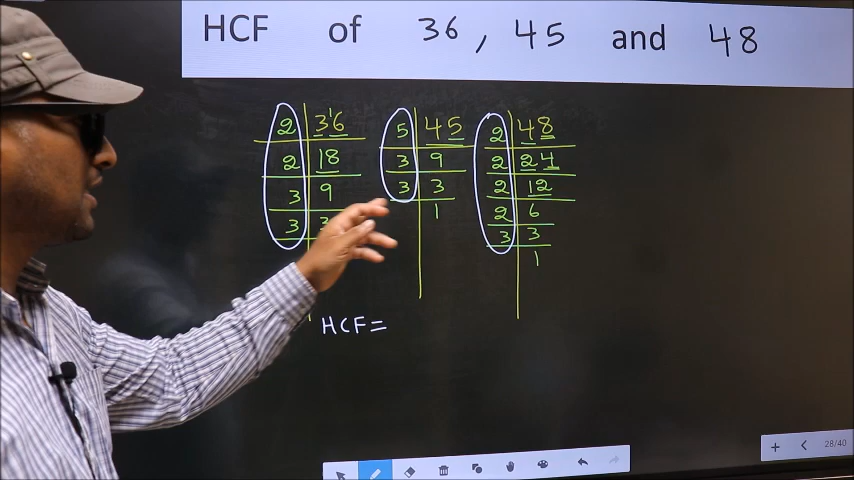 HCF of 36, 45 and 48
2 36 5 45 2 48
2 18 3 9 2 24
3 9 3 3 2 12
3 3 1 2 6
3 3
1
HCF =
28/40